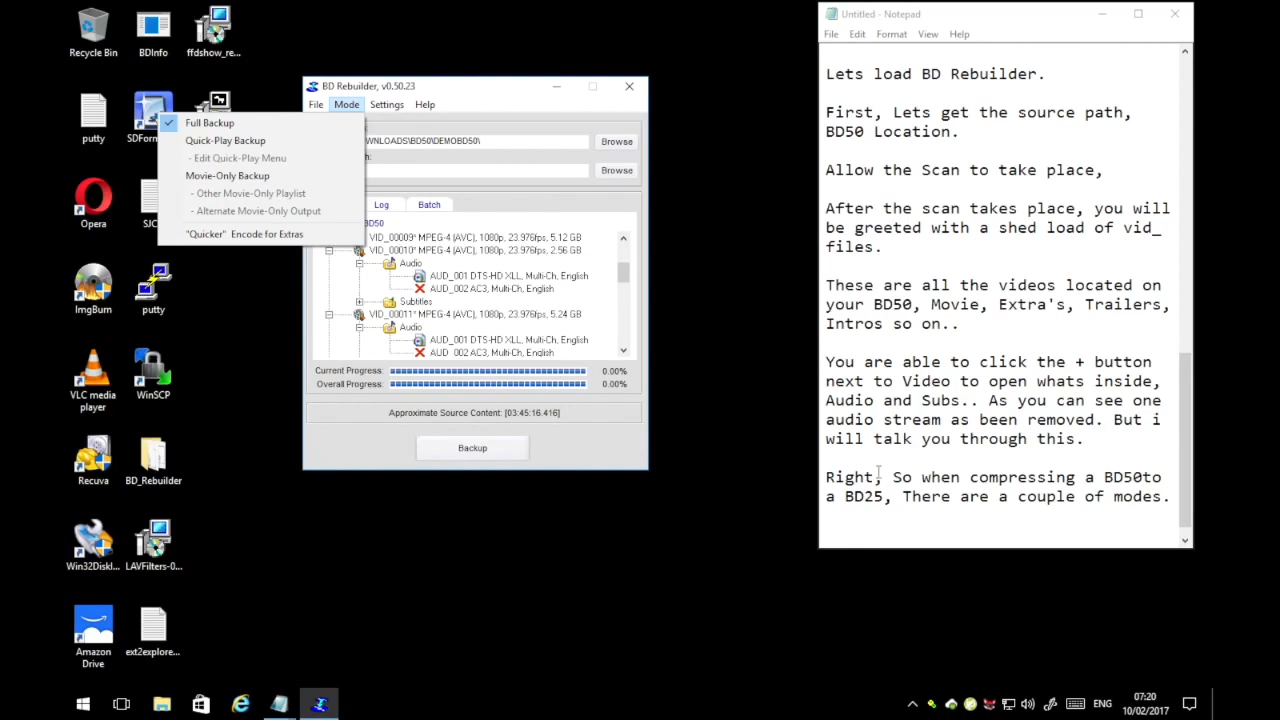 Recycle Bin
BDInfo
ffdshow_re...
putty
SDForm
Opera
SJC
ImgBurn
putty
VLC media
player
WinSCP
Recuva
BD_Rebuilder
Win32DiskI...
LAVFilters-0...
Amazon
Drive
ext2explore...
BD Rebuilder, v0.50.23
File Mode Settings Help
Full Backup
Quick-Play Backup
- Edit Quick-Play Menu
Movie-Only Backup
- Other Movie-Only Playlist
- Alternate Movie-Only Output
"Quicker" Encode for Extras
WNLOADS\BD50\DEMOBD50\
Browse
h:
Browse
Log Batch
BD50
VID_00009* MPEG-4 (AVC), 1080p, 23.976fps, 5.12 GB
VID_00010* MPEG-4 (AVC), 1080p, 23.976fps, 2.56 GB
Audio
AUD_001 DTS-HD XLL, Multi-Ch, English
AUD_002 AC3, Multi-Ch, English
Subtitles
VID_00011* MPEG-4 (AVC), 1080p, 23.976fps, 5.24 GB
Audio
AUD_001 DTS-HD XLL, Multi-Ch, English
AUD_002 AC3, Multi-Ch, English
Current Progress: 0.00%
Overall Progress: 0.00%
Approximate Source Content: [03:45:16.416]
Backup
Untitled - Notepad
File Edit Format View Help
Lets load BD Rebuilder.
First, Lets get the source path,
BD50 Location.
Allow the Scan to take place,
After the scan takes place, you will
be greeted with a shed load of vid_
files.
These are all the videos located on
your BD50, Movie, Extra's, Trailers,
Intros so on..
You are able to click the + button
next to Video to open whats inside,
Audio and Subs.. As you can see one
audio stream as been removed. But i
will talk you through this.
Right, So when compressing a BD50to
a BD25, There are a couple of modes.
ENG
07:20
10/02/2017